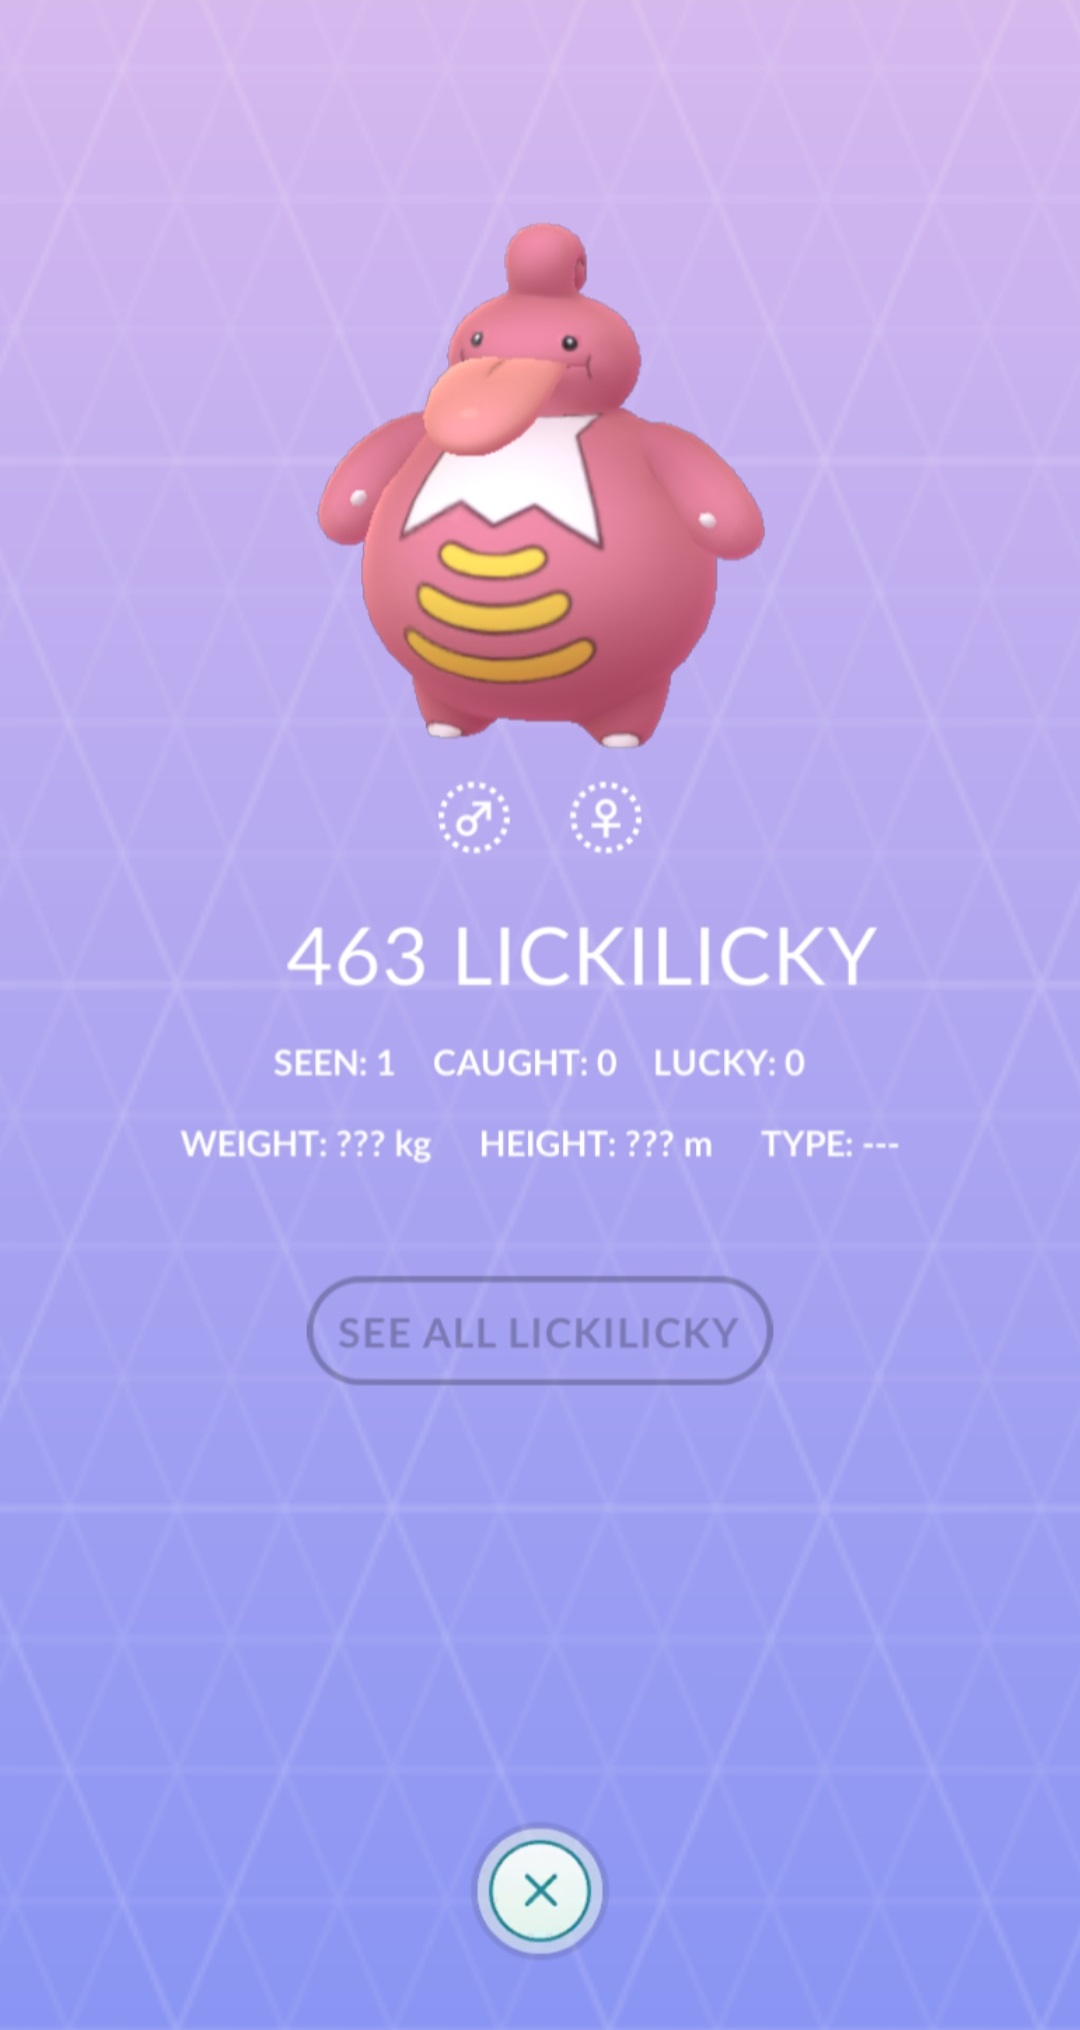 ♂ ♀
463 LICKILICKY
SEEN: 1 CAUGHT: 0 LUCKY: 0
WEIGHT: ??? kg HEIGHT: ??? m TYPE: ---
SEE ALL LICKILICKY